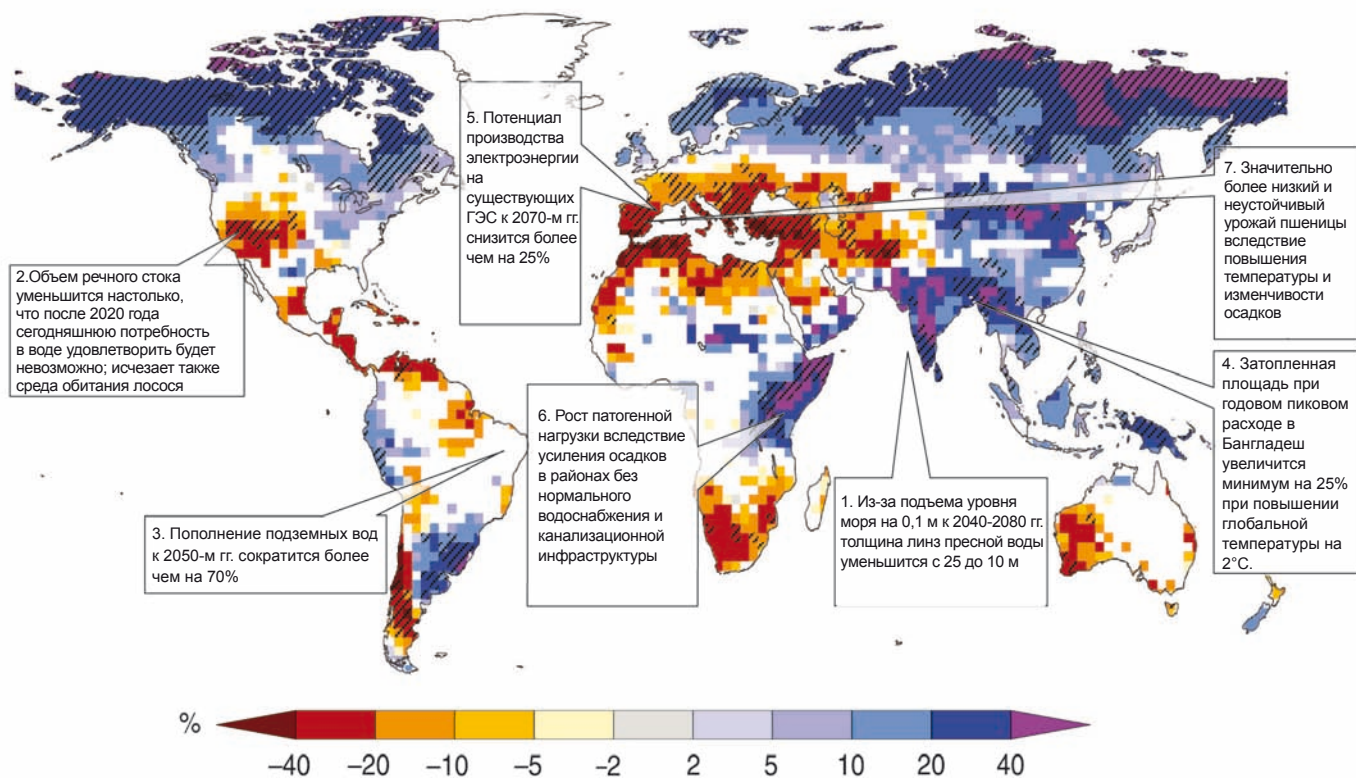 5. Потенциал
производства
электроэнергии
на
существующих
ГЭС к 2070-м гг.
снизится более
чем на 25%
7. Значительно
более низкий и
неустойчивый
урожай пшеницы
вследствие
повышения
температуры и
изменчивости
осадков
2.Объем речного стока
уменьшится настолько,
что после 2020 года
сегодняшнюю потребность
в воде удовлетворить будет
невозможно; исчезает также
среда обитания лосося
4. Затопленная
площадь при
годовом пиковом
расходе в
Бангладеш
увеличится
минимум на 25%
при повышении
глобальной
температуры на
2°C.
6. Рост патогенной
нагрузки вследствие
усиления осадков
в районах без
нормального
водоснабжения и
канализационной
инфраструктуры
1. Из-за подъема уровня
моря на 0,1 м к 2040-2080 гг.
толщина линз пресной воды
уменьшится с 25 до 10 м
3. Пополнение подземных вод
к 2050-м гг. сократится более
чем на 70%
%
–40 –20 –10 –5 –2 2 5 10 20 40